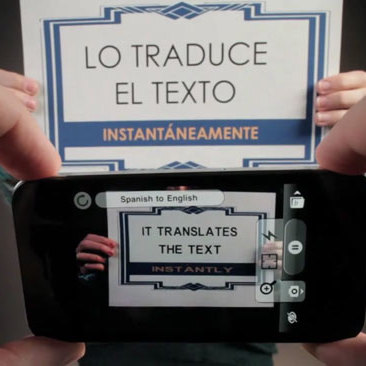 LO TRADUCE
EL TEXTO
INSTANTÁNEAMENTE
Spanish to English
IT TRANSLATES
THE TEXT
INSTANTLY